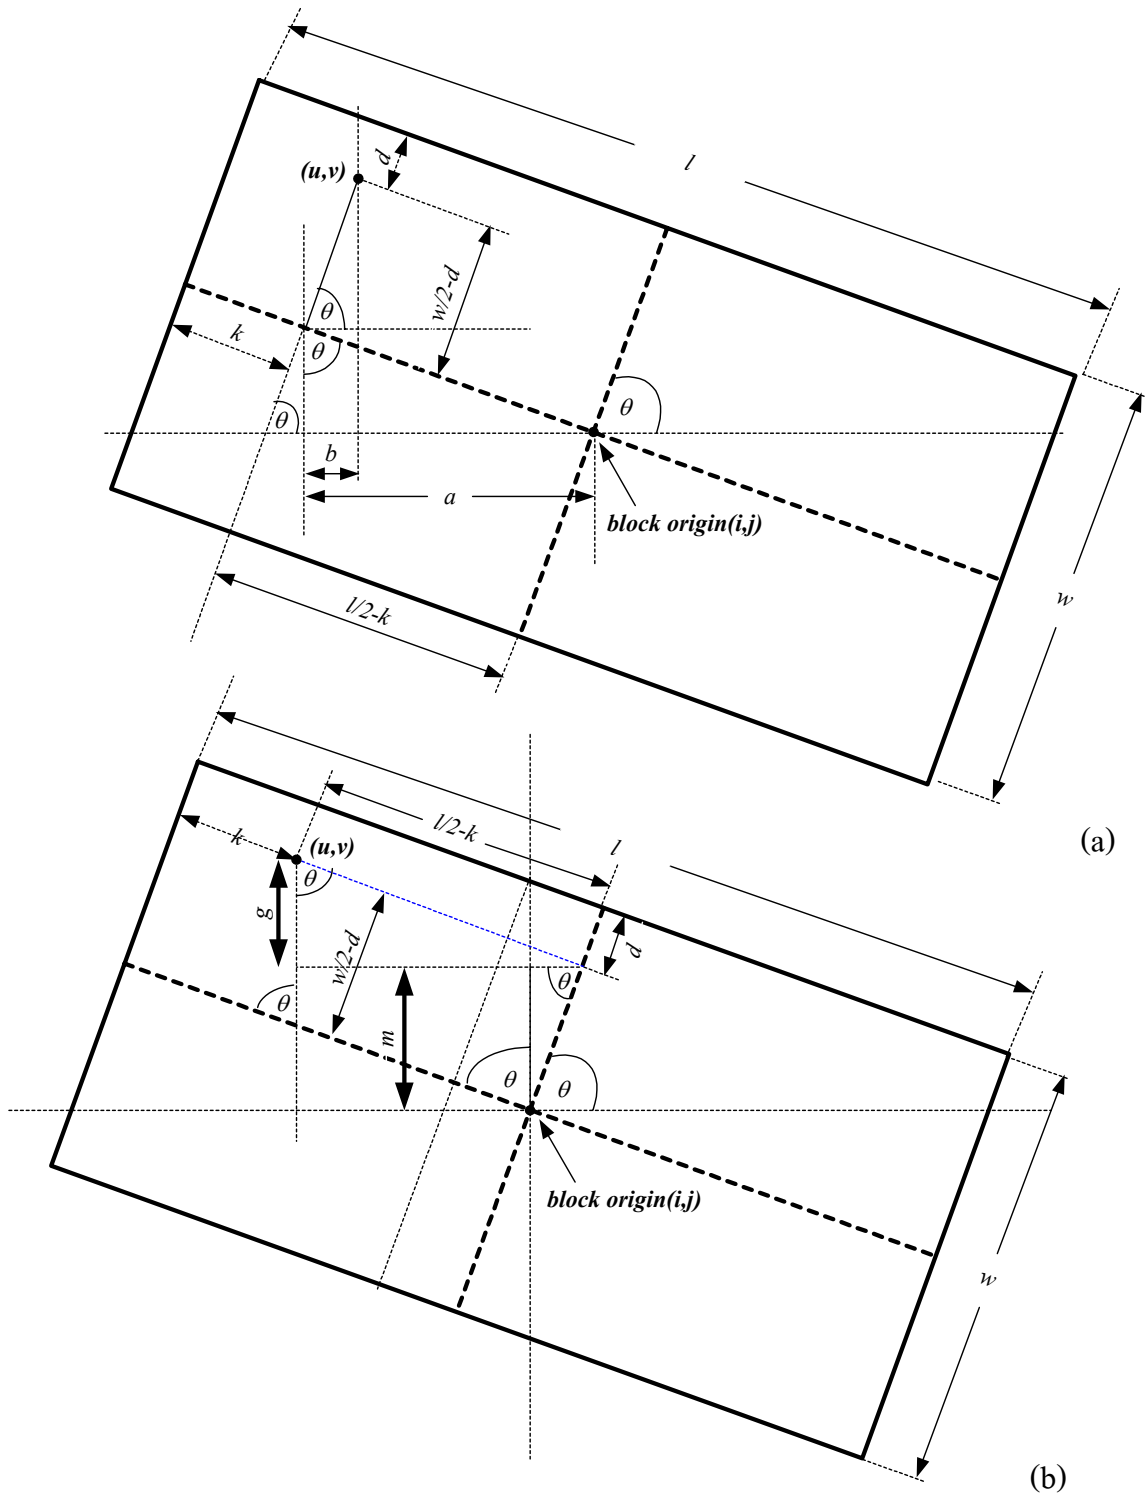 l
d
(u,v)
w/2-d
θ
k
θ
θ
θ
b
a
block origin(i,j)
w
l/2-k
(a)
l/2-k
k
(u,v)
l
θ
g
d
w/2-d
θ
θ
m
θ
θ
block origin(i,j)
w
(b)